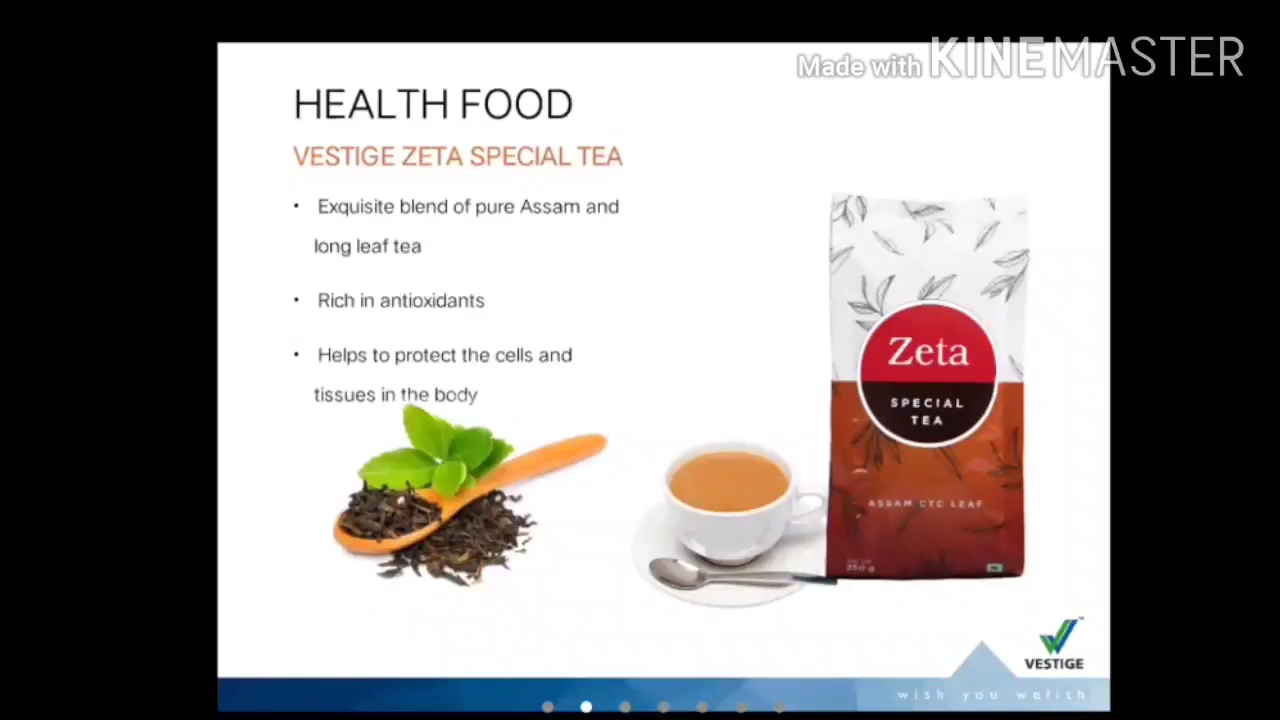 Made with KINEMASTER
HEALTH FOOD
VESTIGE ZETA SPECIAL TEA
• Exquisite blend of pure Assam and
long leaf tea
• Rich in antioxidants
• Helps to protect the cells and
tissues in the body
Zeta
SPECIAL
TEA
ASSAM CTC LEAF
250 g
VESTIGE
wish you wellth